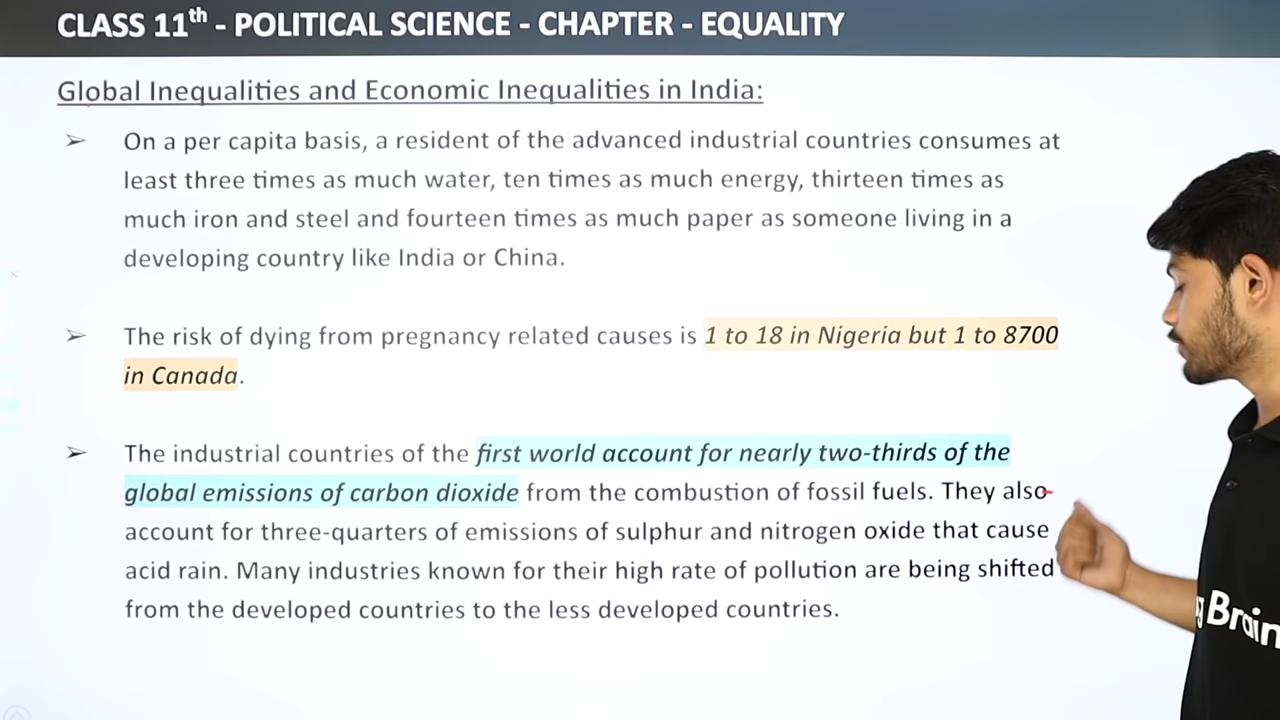 CLASS 11th - POLITICAL SCIENCE - CHAPTER - EQUALITY
Global Inequalities and Economic Inequalities in India:
➢ On a per capita basis, a resident of the advanced industrial countries consumes at
least three times as much water, ten times as much energy, thirteen times as
much iron and steel and fourteen times as much paper as someone living in a
developing country like India or China.
➢ The risk of dying from pregnancy related causes is 1 to 18 in Nigeria but 1 to 8700
in Canada.
➢ The industrial countries of the first world account for nearly two-thirds of the
global emissions of carbon dioxide from the combustion of fossil fuels. They also
account for three-quarters of emissions of sulphur and nitrogen oxide that cause
acid rain. Many industries known for their high rate of pollution are being shifted
from the developed countries to the less developed countries.
Brain